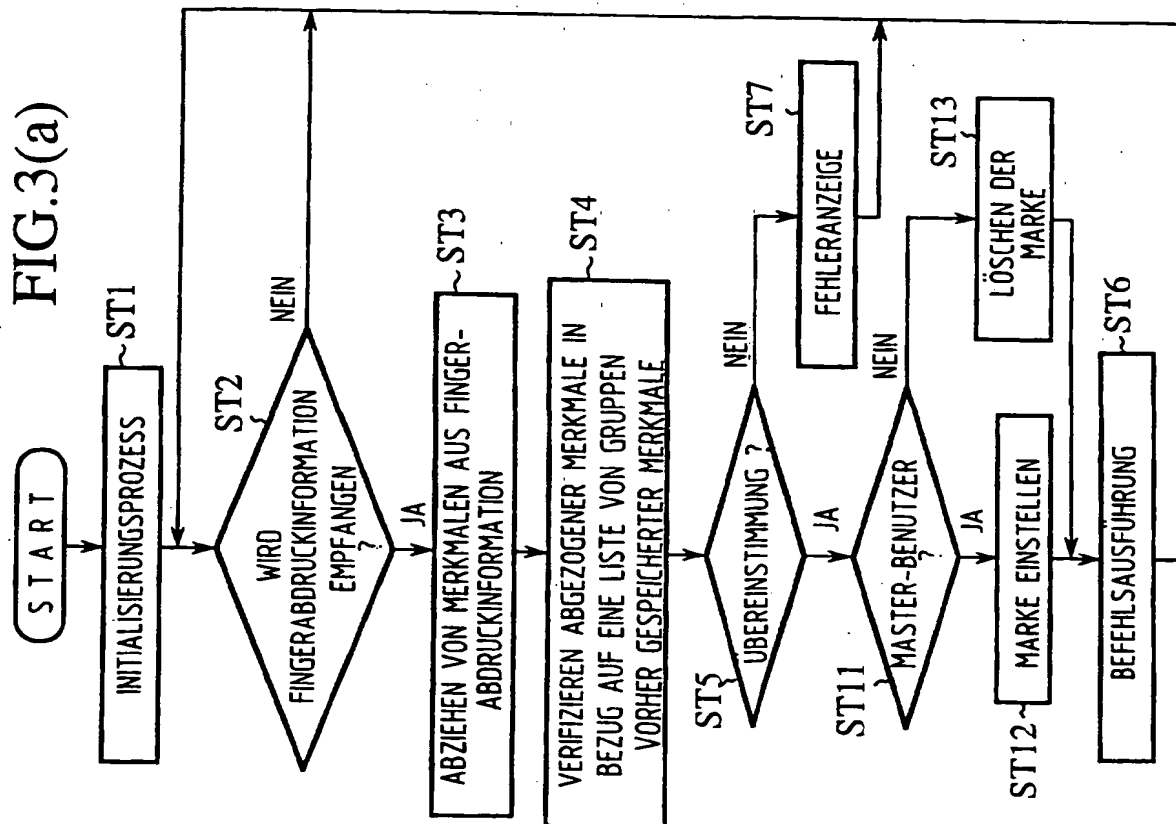 FIG.3(a)
START
INITIALISIERUNGSPROZESS
ST1
ST2
WIRD
FINGERABDRUCKINFORMATION
EMPFANGEN
?
NEIN
JA
ABZIEHEN VON MERKMALEN AUS FINGER-
ABDRUCKINFORMATION
ST3
VERIFIZIEREN ABGEZOGENER MERKMALE IN
BEZUG AUF EINE LISTE VON GRUPPEN
VORHER GESPEICHERTER MERKMALE
ST4
ST5
UBEREINSTIMMUNG ?
NEIN
JA
FEHLERANZEIGE
ST7
ST11
MASTER-BENUTZER
?
NEIN
JA
LÖSCHEN DER
MARKE
ST13
ST12
MARKE EINSTELLEN
BEFEHLSAUSFÜHRUNG
ST6